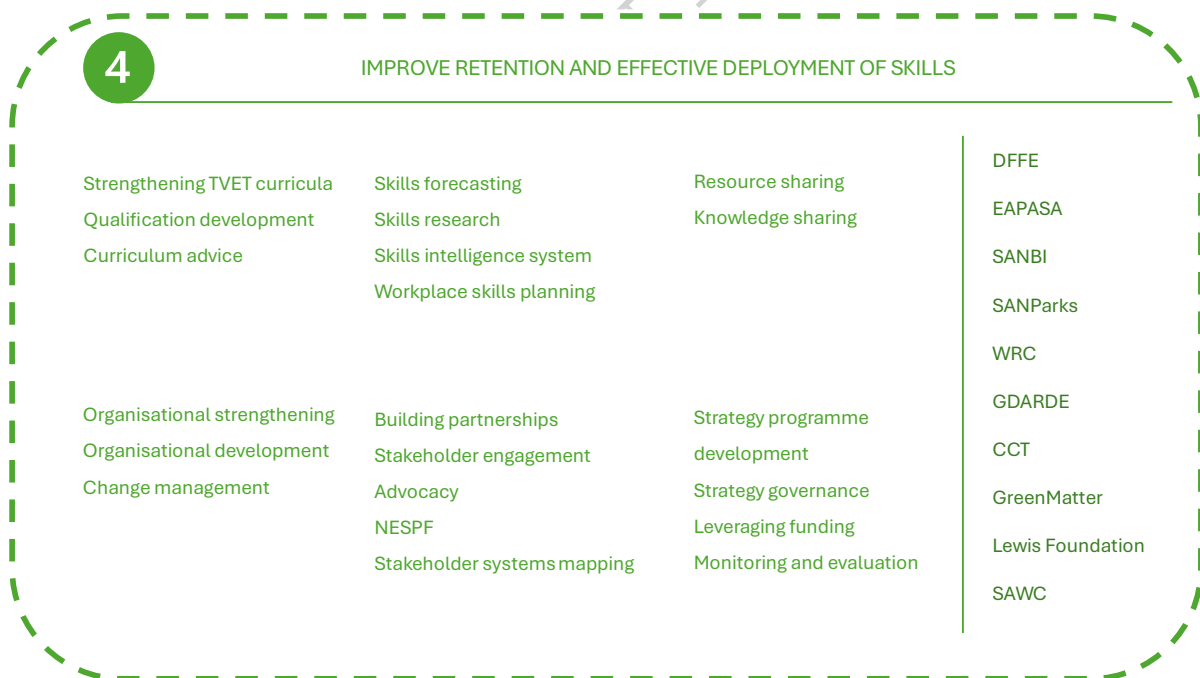 4
IMPROVE RETENTION AND EFFECTIVE DEPLOYMENT OF SKILLS
Strengthening TVET curricula
Qualification development
Curriculum advice
Skills forecasting
Skills research
Skills intelligence system
Workplace skills planning
Resource sharing
Knowledge sharing
Organisational strengthening
Organisational development
Change management
Building partnerships
Stakeholder engagement
Advocacy
NESPF
Stakeholder systems mapping
Strategy programme
development
Strategy governance
Leveraging funding
Monitoring and evaluation
DFFE
EAPASA
SANBI
SANParks
WRC
GDARDE
CCT
GreenMatter
Lewis Foundation
SAWC